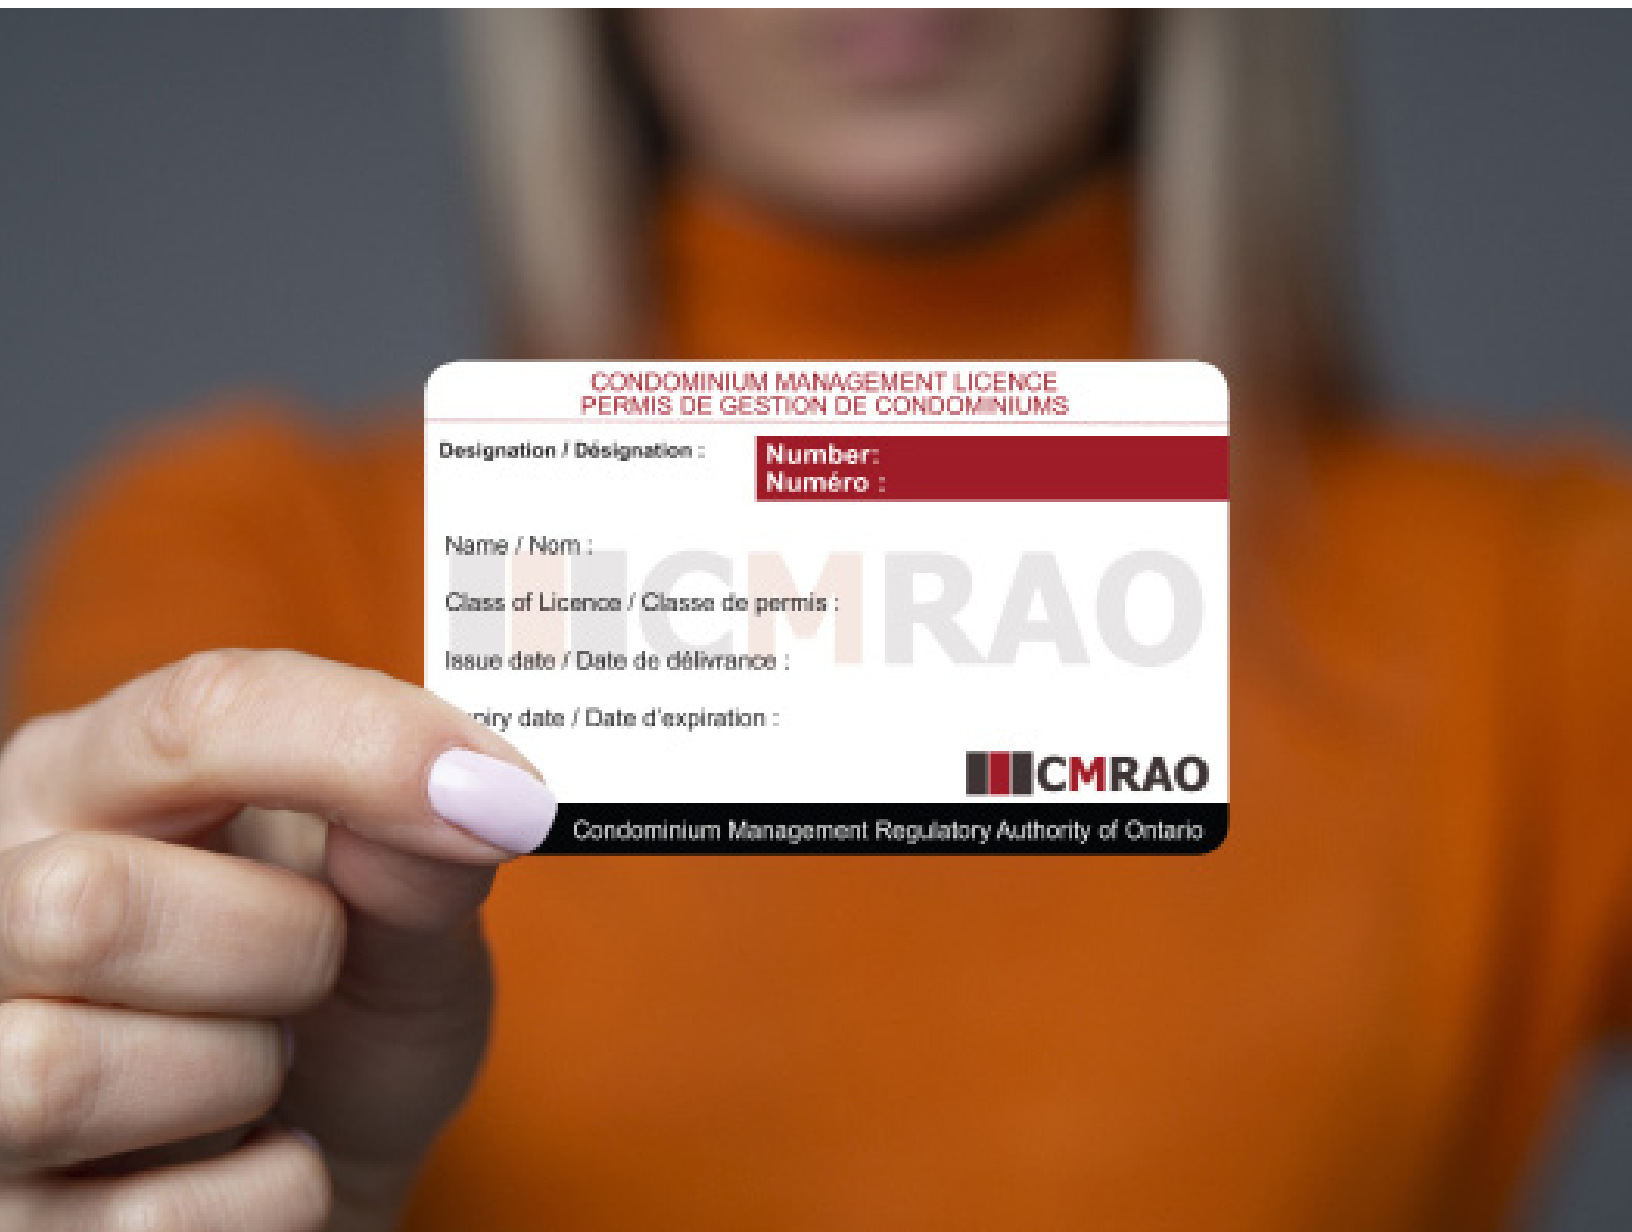 CONDOMINIUM MANAGEMENT LICENCE
PERMIS DE GESTION DE CONDOMINIUMS
Designation / Désignation :
Number:
Numéro :
Name / Nom :
CMRAO
Class of Licence / Classe de permis :
Issue date / Date de délivrance :
piry date / Date d'expiration :
CMRAO
Condominium Management Regulatory Authority of Ontario